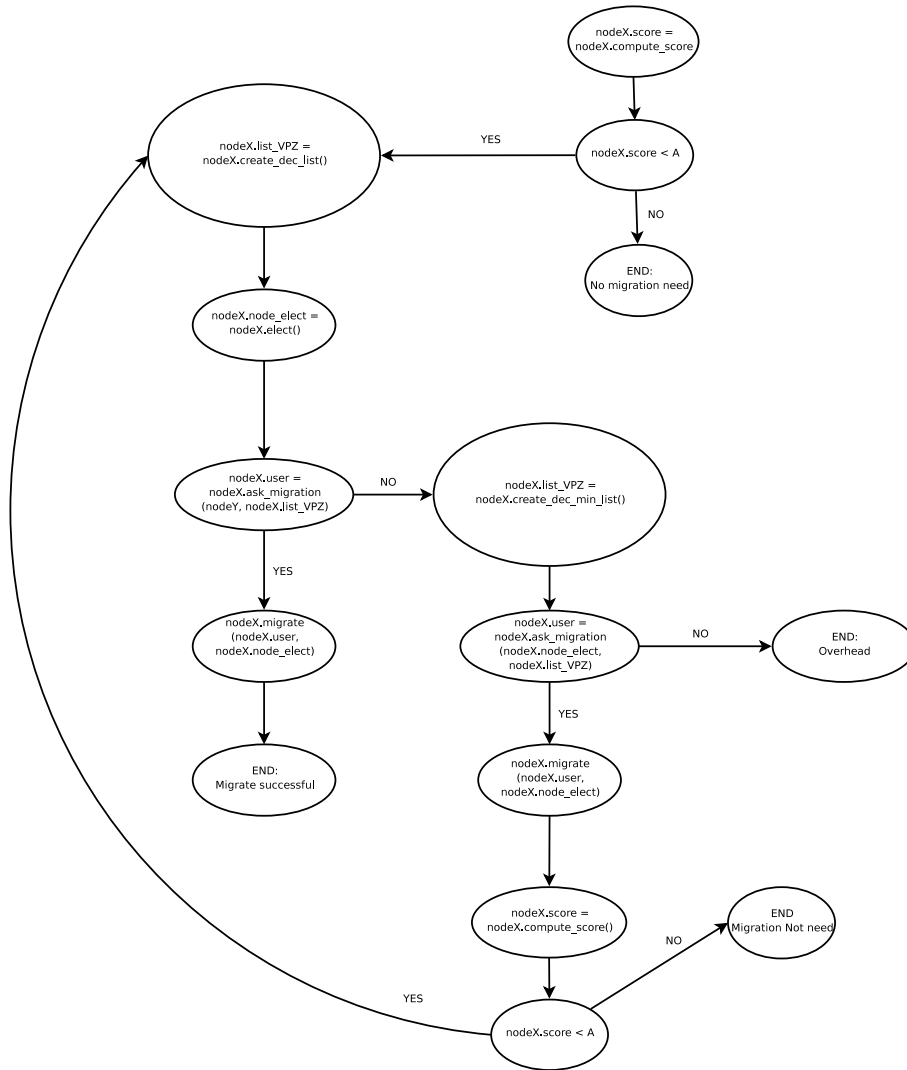 nodeX.score =
nodeX.compute_score
nodeX.list_VPZ =
nodeX.create_dec_list()
YES
nodeX.score < A
NO
END:
No migration need
nodeX.node_elect =
nodeX.elect()
nodeX.user =
nodeX.ask_migration
(nodeY, nodeX.list_VPZ)
NO
nodeX.list_VPZ =
nodeX.create_dec_min_list()
YES
nodeX.migrate
(nodeX.user,
nodeX.node_elect)
nodeX.user =
nodeX.ask_migration
(nodeX.node_elect,
nodeX.list_VPZ)
NO
END:
Overhead
YES
END:
Migrate successful
nodeX.migrate
(nodeX.user,
nodeX.node_elect)
nodeX.score =
nodeX.compute_score()
NO
END
Migration Not need
YES
nodeX.score < A